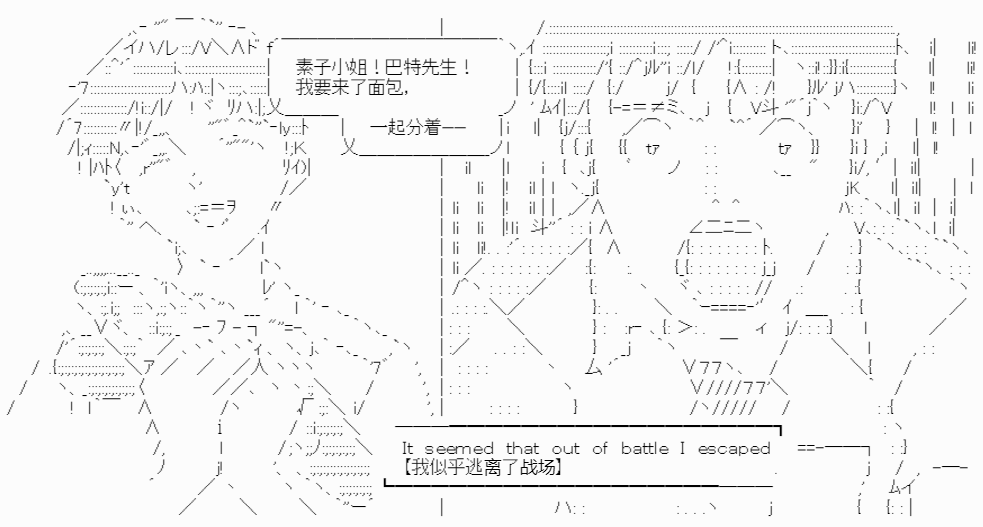 素子小姐！巴特先生！
我要来了面包，
一起分着——
It seemed that out of battle I escaped
【我似乎逃离了战场】